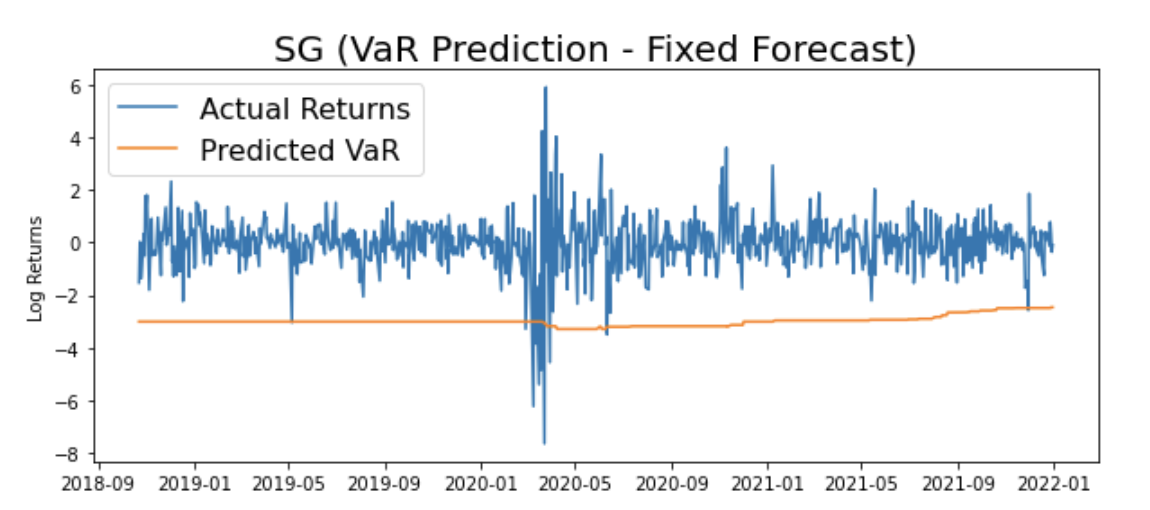 SG (VaR Prediction - Fixed Forecast)
Actual Returns
Predicted VaR
Log Returns
6
4
2
0
−2
−4
−6
−8
2018-09 2019-01 2019-05 2019-09 2020-01 2020-05 2020-09 2021-01 2021-05 2021-09 2022-01